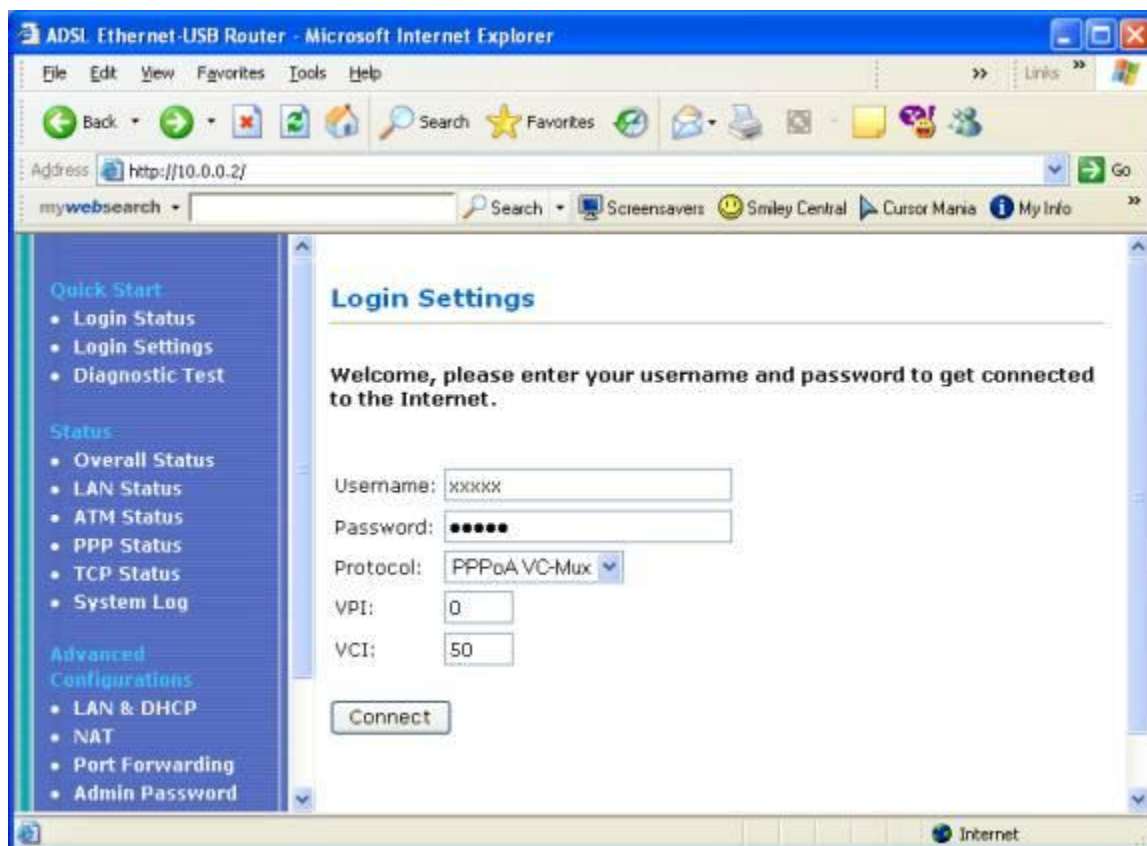 ADSL Ethernet-USB Router - Microsoft Internet Explorer
File Edit View Favorites Tools Help » Links »
Back Search Favorites
Address http://10.0.0.2/ Go
mywebsearch Search Screensavers Smiley Central Cursor Mania My Info »
Quick Start
• Login Status
• Login Settings
• Diagnostic Test
Status
• Overall Status
• LAN Status
• ATM Status
• PPP Status
• TCP Status
• System Log
Advanced
Configurations
• LAN & DHCP
• NAT
• Port Forwarding
• Admin Password
Login Settings
Welcome, please enter your username and password to get connected
to the Internet.
Username: xxxxx
Password: •••••
Protocol: PPPoA VC-Mux
VPI: 0
VCI: 50
Connect
Internet